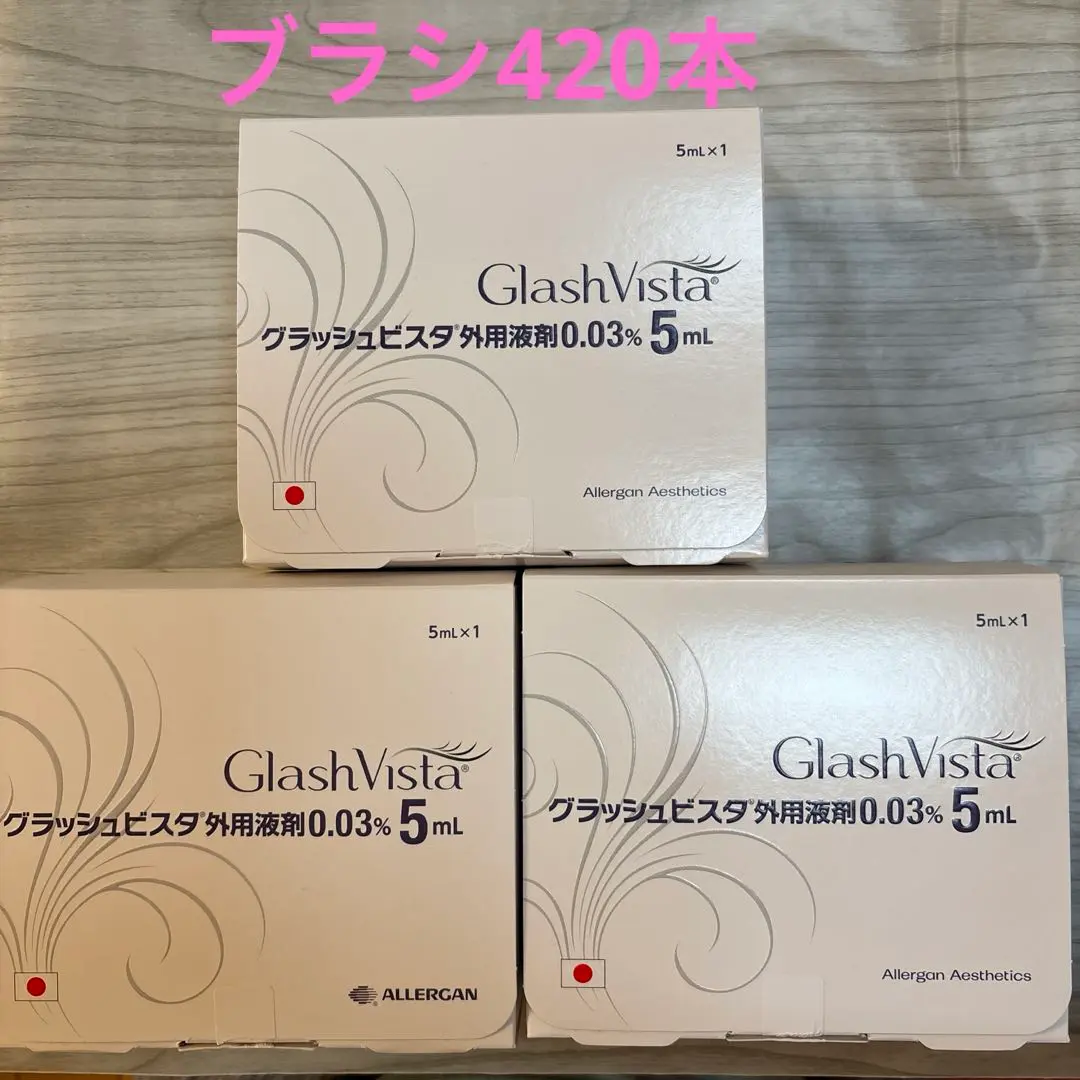 ブラシ420本
5mL×1
GlashVista®
グラッシュビスタ®外用液剤0.03% 5mL
Allergan Aesthetics
5mL×1
GlashVista®
グラッシュビスタ®外用液剤0.03% 5mL
ALLERGAN
5mL×1
GlashVista®
グラッシュビスタ®外用液剤0.03% 5mL
Allergan Aesthetics